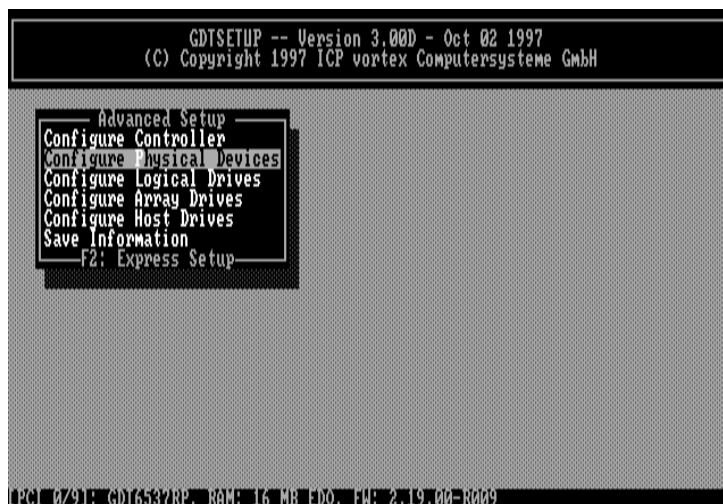 GDTSETUP -- Version 3.00D - Oct 02 1997
(C) Copyright 1997 ICP vortex Computersysteme GmbH
Advanced Setup
Configure Controller
Configure Physical Devices
Configure Logical Drives
Configure Array Drives
Configure Host Drives
Save Information
F2: Express Setup
[PCI 0/9]: GDT6537RP, RAM: 16 MB EDO, FW: 2.19.00-R009